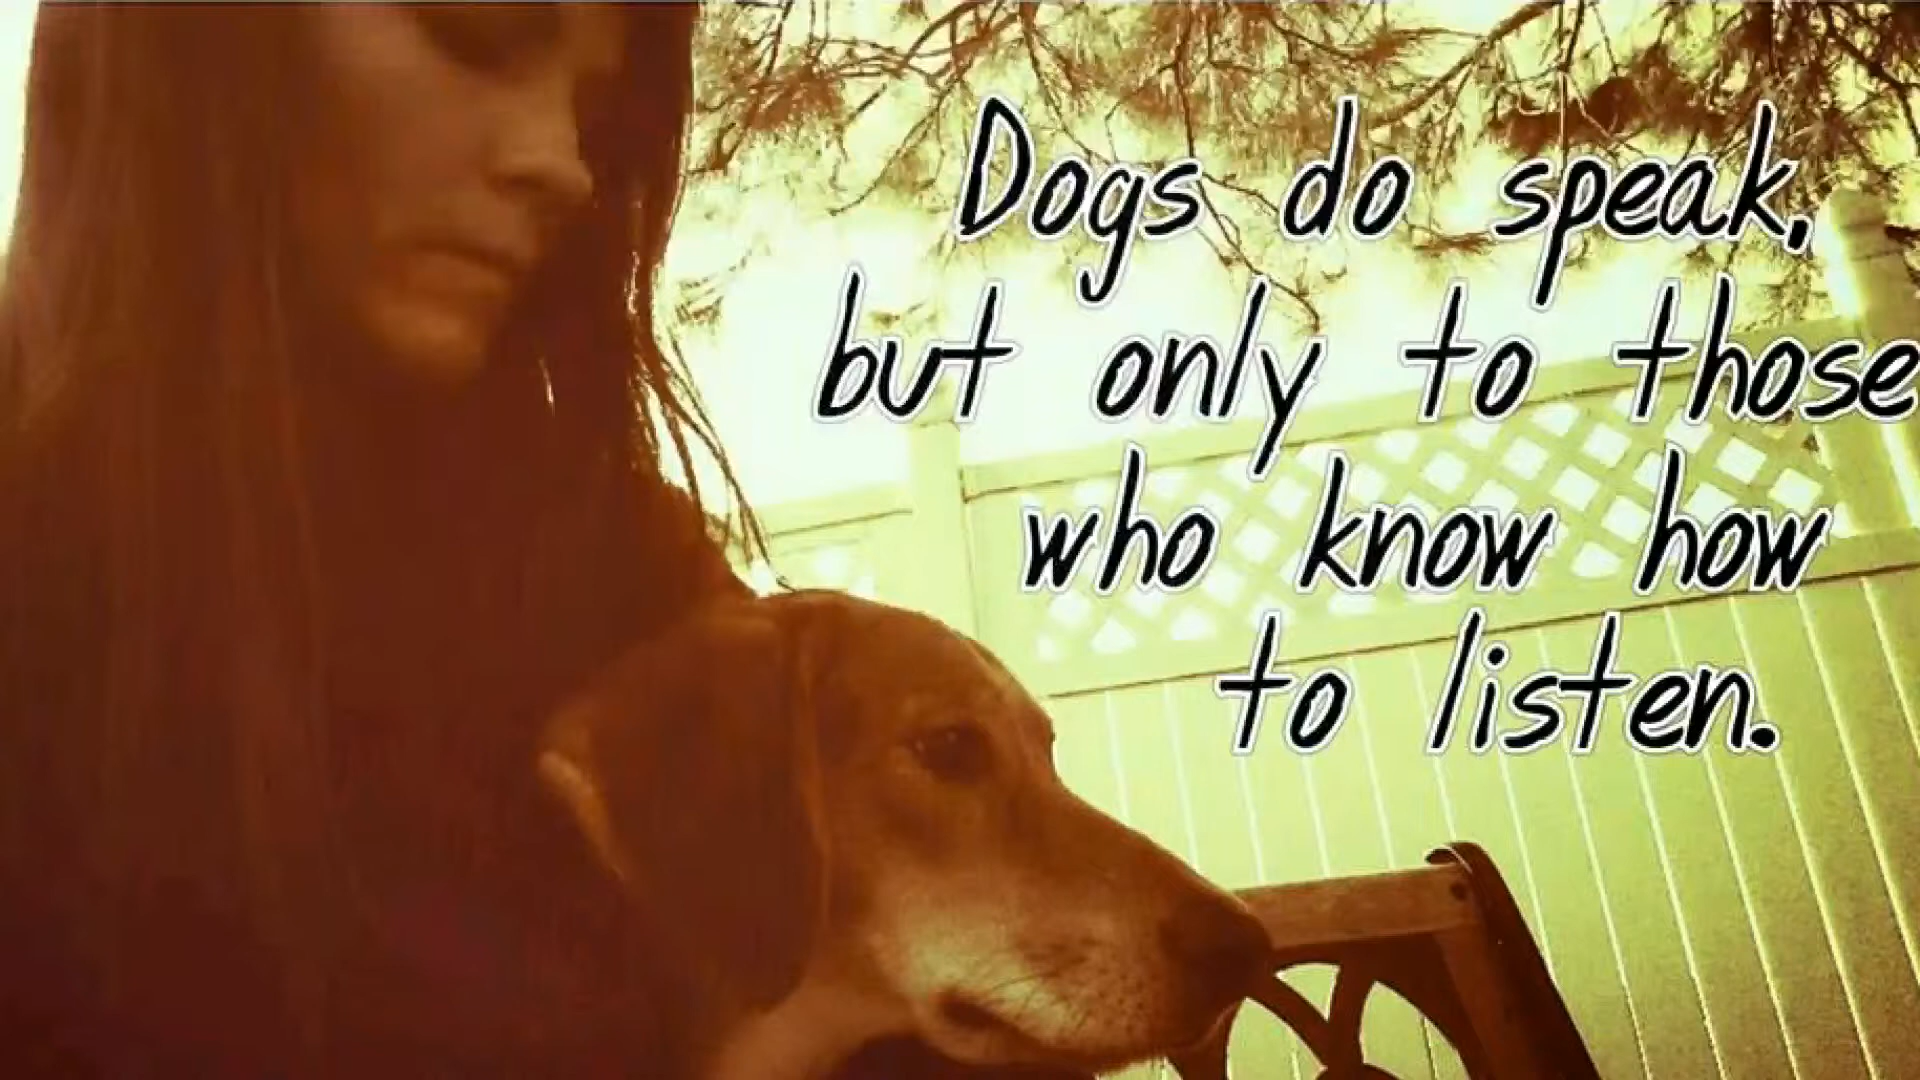 Dogs do speak,
but only to those
who know how
to listen.